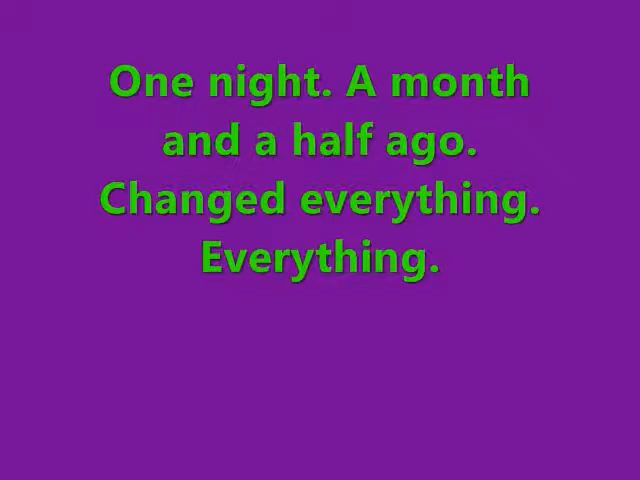 One night. A month
and a half ago.
Changed everything.
Everything.